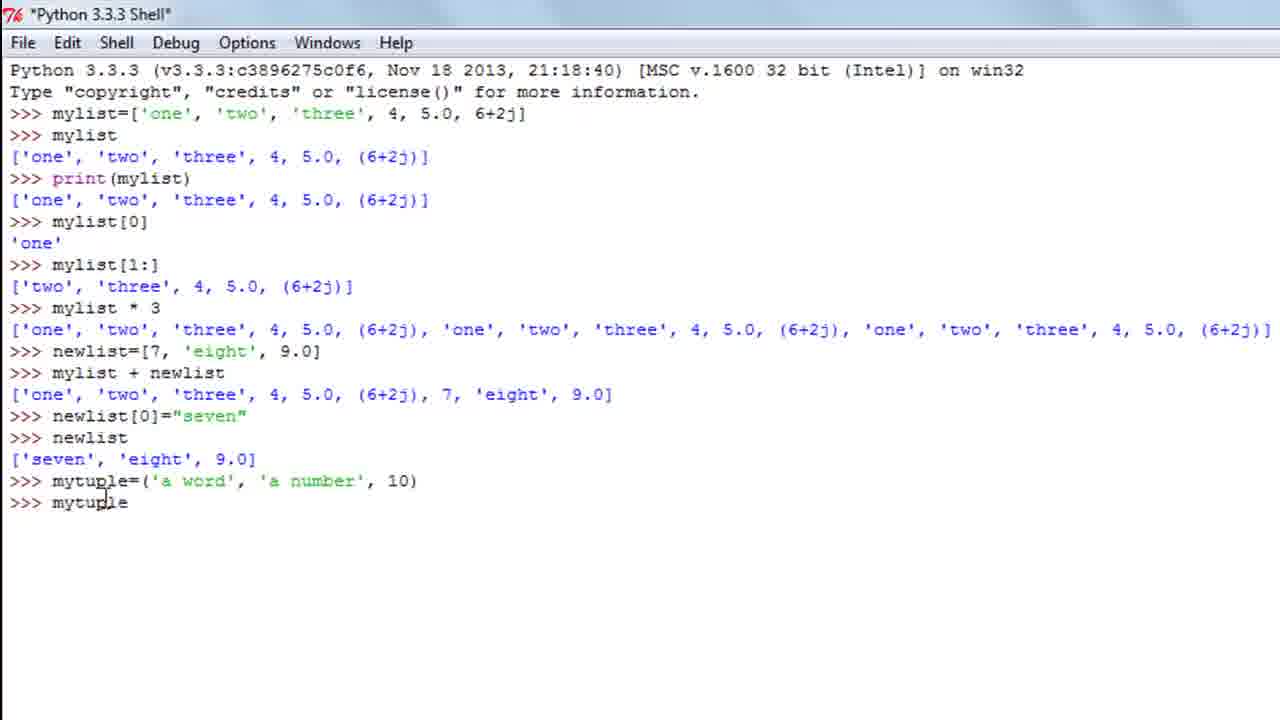 *Python 3.3.3 Shell*
File Edit Shell Debug Options Windows Help
Python 3.3.3 (v3.3.3:c3896275c0f6, Nov 18 2013, 21:18:40) [MSC v.1600 32 bit (Intel)] on win32
Type "copyright", "credits" or "license()" for more information.
>>> mylist=['one', 'two', 'three', 4, 5.0, 6+2j]
>>> mylist
['one', 'two', 'three', 4, 5.0, (6+2j)]
>>> print(mylist)
['one', 'two', 'three', 4, 5.0, (6+2j)]
>>> mylist[0]
'one'
>>> mylist[1:]
['two', 'three', 4, 5.0, (6+2j)]
>>> mylist * 3
['one', 'two', 'three', 4, 5.0, (6+2j), 'one', 'two', 'three', 4, 5.0, (6+2j), 'one', 'two', 'three', 4, 5.0, (6+2j)]
>>> newlist=[7, 'eight', 9.0]
>>> mylist + newlist
['one', 'two', 'three', 4, 5.0, (6+2j), 7, 'eight', 9.0]
>>> newlist[0]="seven"
>>> newlist
['seven', 'eight', 9.0]
>>> mytuple=('a word', 'a number', 10)
>>> mytuple